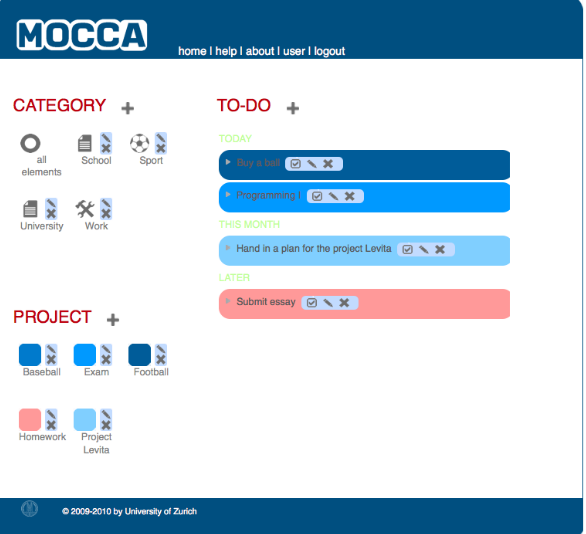 MOCCA
home | help | about | user | logout
CATEGORY
all
elements
School
Sport
University
Work
PROJECT
Baseball
Exam
Football
Homework
Project
Levita
TO-DO
TODAY
Buy a ball
Programming I
THIS MONTH
Hand in a plan for the project Levita
LATER
Submit essay
© 2009-2010 by University of Zurich